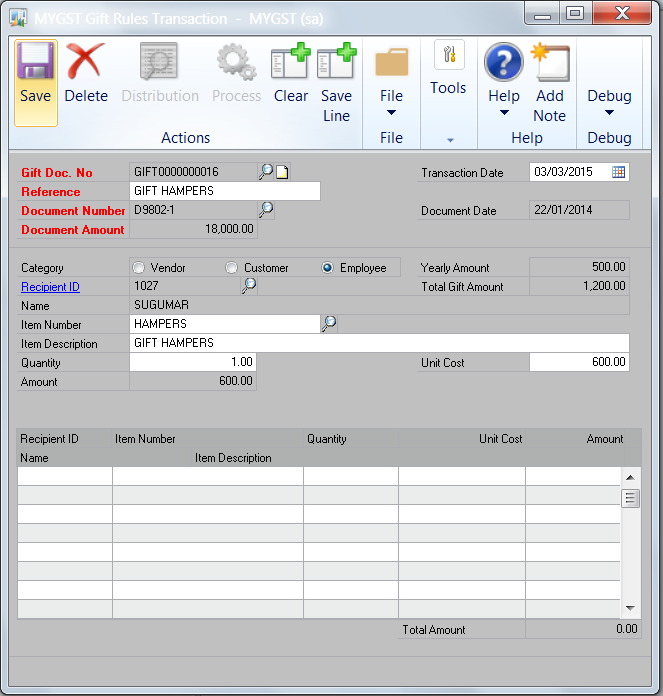 MYGST Gift Rules Transaction - MYGST (sa)
Save Delete Distribution Process Clear Save Line File Tools Help Add Note Debug
Actions File Help Debug
Gift Doc. No GIFT0000000016 Transaction Date 03/03/2015
Reference GIFT HAMPERS
Document Number D9802-1 Document Date 22/01/2014
Document Amount 18,000.00
Category Vendor Customer Employee Yearly Amount 500.00
Recipient ID 1027 Total Gift Amount 1,200.00
Name SUGUMAR
Item Number HAMPERS
Item Description GIFT HAMPERS
Quantity 1.00 Unit Cost 600.00
Amount 600.00
Recipient ID Item Number Quantity Unit Cost Amount
Name Item Description
Total Amount 0.00